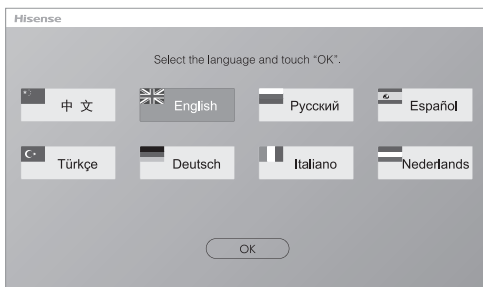 Hisense
Select the language and touch “OK”.
中 文
English
Русский
Español
Türkçe
Deutsch
Italiano
Nederlands
OK